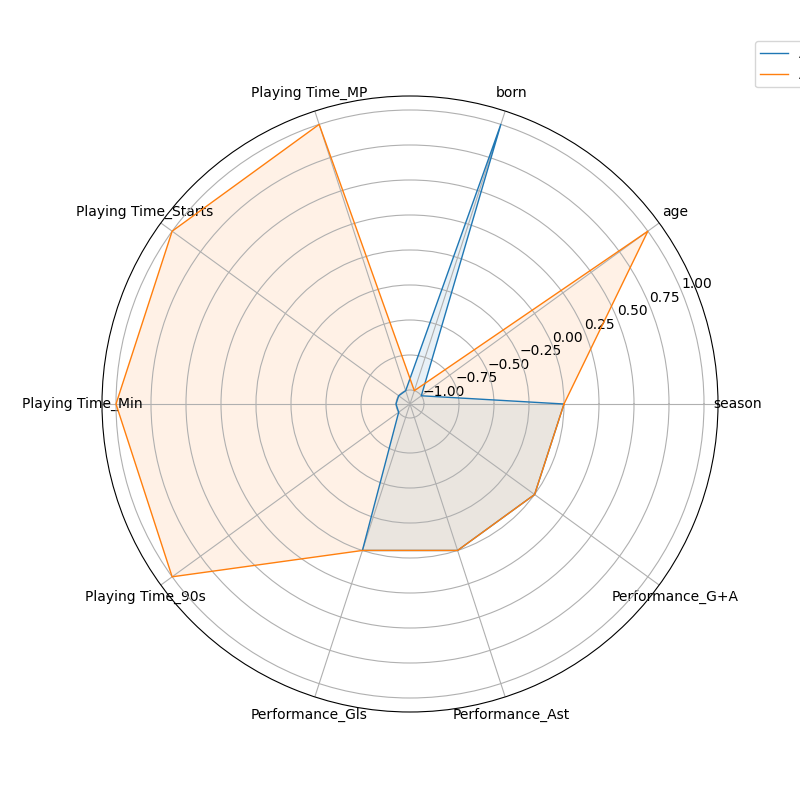 Playing Time_MP
born
Playing Time_Starts
age
1.00
0.75
0.50
0.25
0.00
−0.25
−0.50
−0.75
−1.00
Playing Time_Min
season
Playing Time_90s
Performance_G+A
Performance_Gls
Performance_Ast